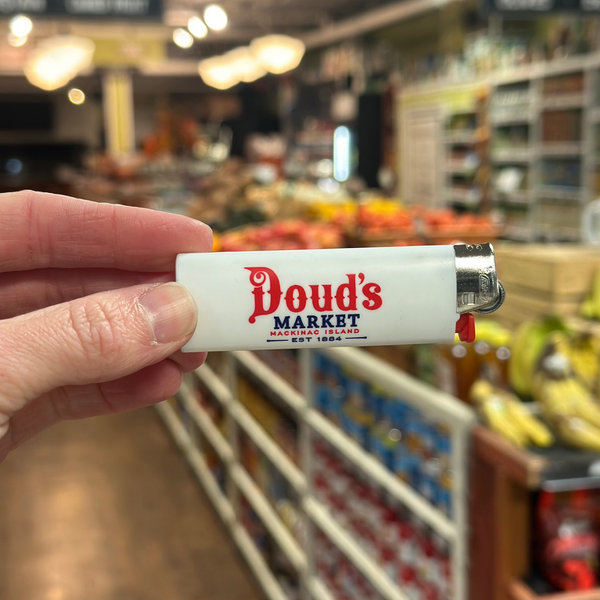 Doud's
MARKET
MACKINAC ISLAND
EST 1884